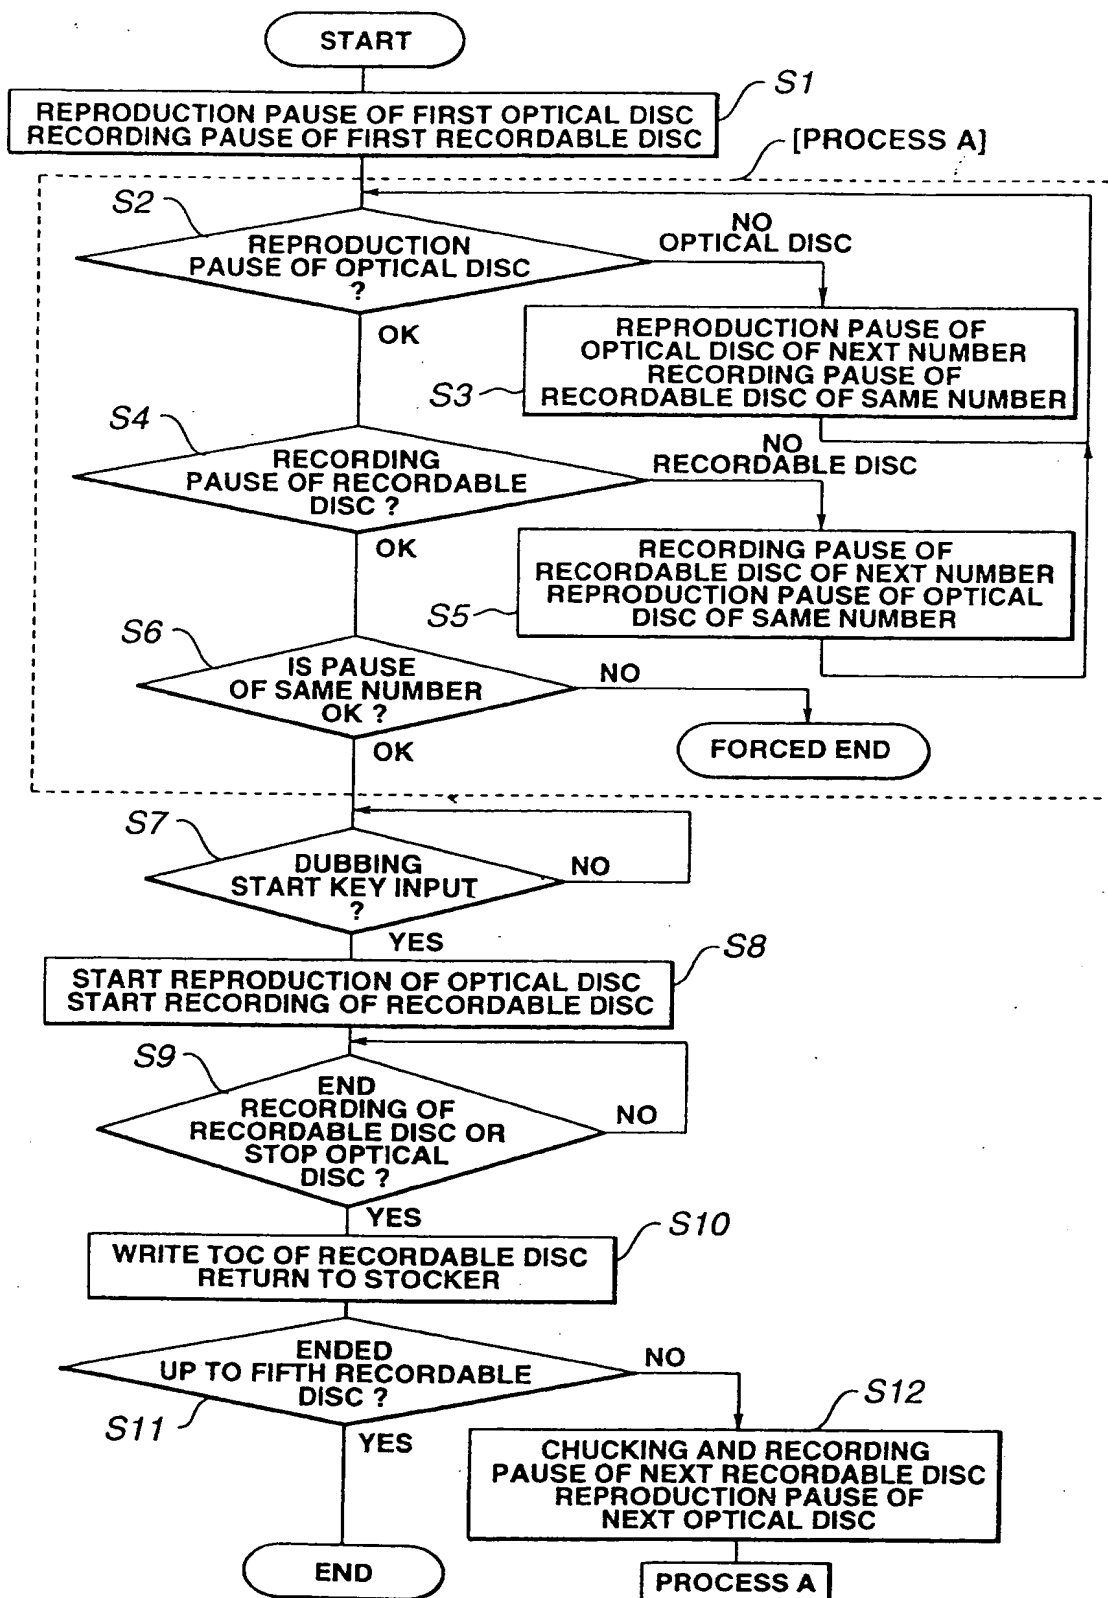 START
S1
REPRODUCTION PAUSE OF FIRST OPTICAL DISC
RECORDING PAUSE OF FIRST RECORDABLE DISC
[PROCESS A]
S2
REPRODUCTION
PAUSE OF OPTICAL DISC
?
NO
OPTICAL DISC
OK
REPRODUCTION PAUSE OF
OPTICAL DISC OF NEXT NUMBER
RECORDING PAUSE OF
RECORDABLE DISC OF SAME NUMBER
S3
S4
RECORDING
PAUSE OF RECORDABLE
DISC ?
NO
RECORDABLE DISC
OK
RECORDING PAUSE OF
RECORDABLE DISC OF NEXT NUMBER
REPRODUCTION PAUSE OF OPTICAL
DISC OF SAME NUMBER
S5
S6
IS PAUSE
OF SAME NUMBER
OK ?
NO
FORCED END
OK
S7
DUBBING
START KEY INPUT
?
NO
YES
S8
START REPRODUCTION OF OPTICAL DISC
START RECORDING OF RECORDABLE DISC
S9
END
RECORDING OF
RECORDABLE DISC OR
STOP OPTICAL
DISC ?
NO
YES
S10
WRITE TOC OF RECORDABLE DISC
RETURN TO STOCKER
ENDED
UP TO FIFTH RECORDABLE
DISC ?
NO
S11
YES
S12
CHUCKING AND RECORDING
PAUSE OF NEXT RECORDABLE DISC
REPRODUCTION PAUSE OF
NEXT OPTICAL DISC
END
PROCESS A